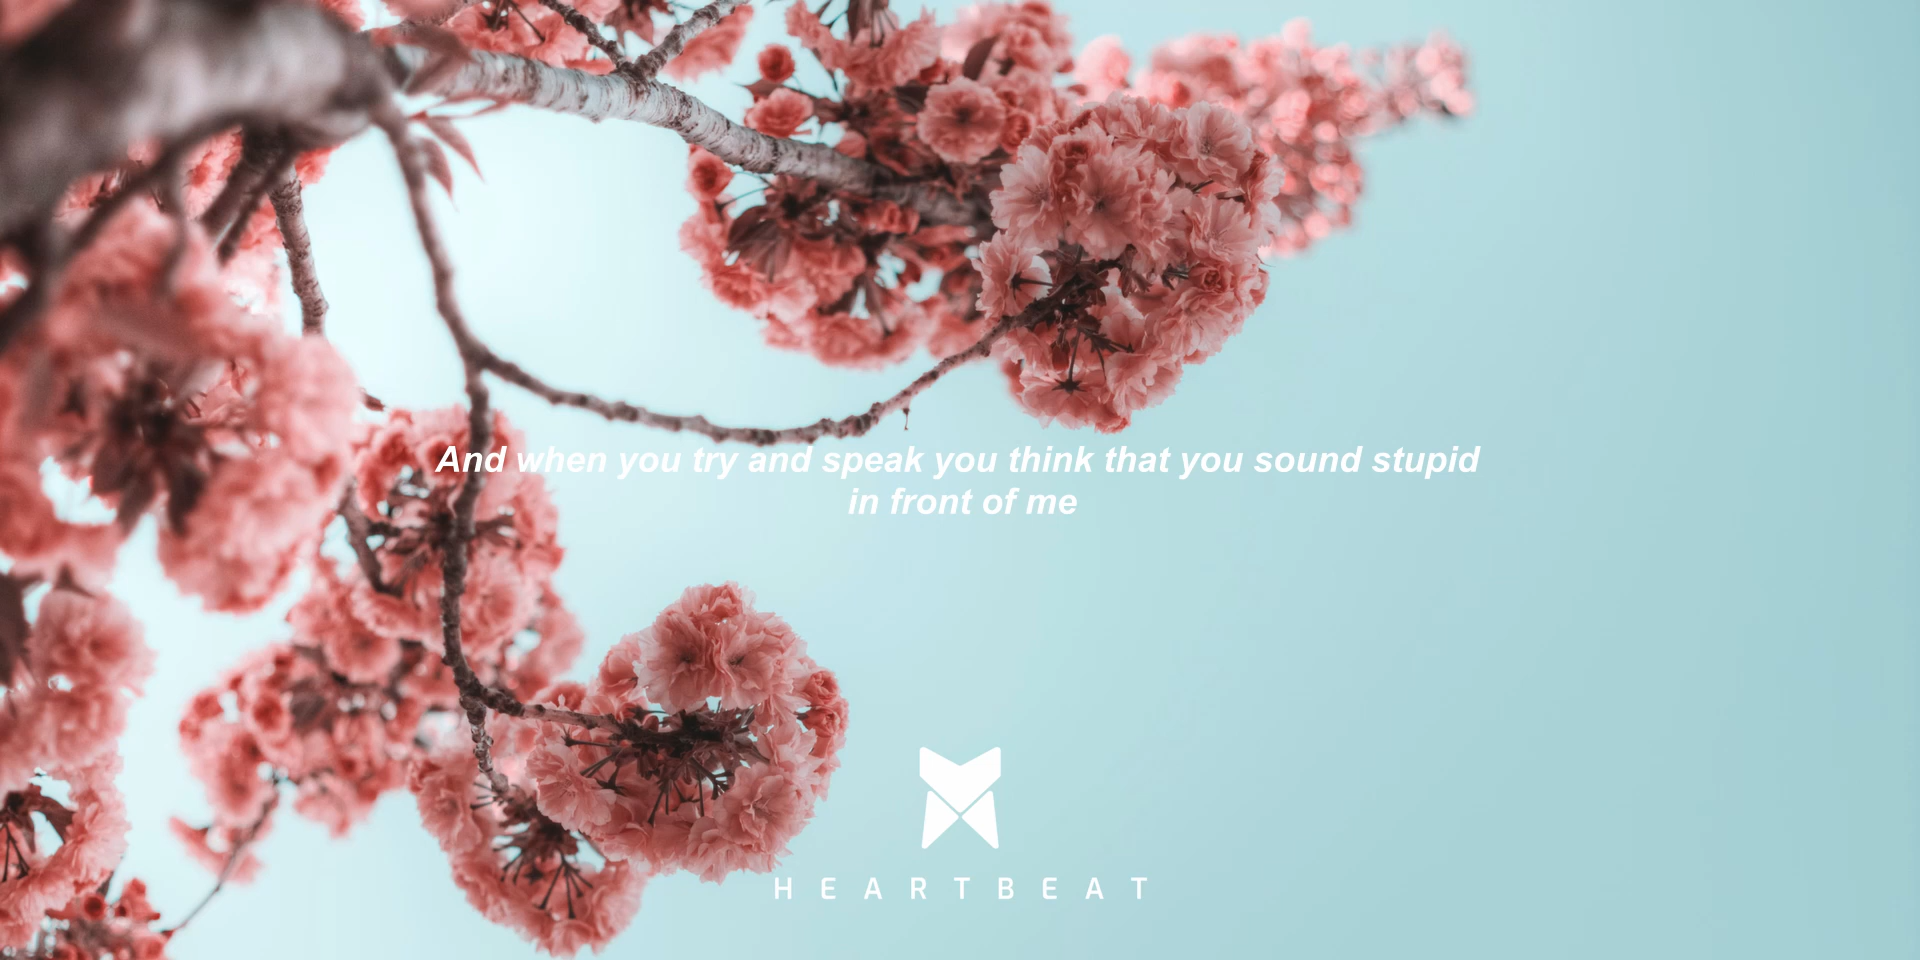 And when you try and speak you think that you sound stupid
in front of me
HEARTBEAT